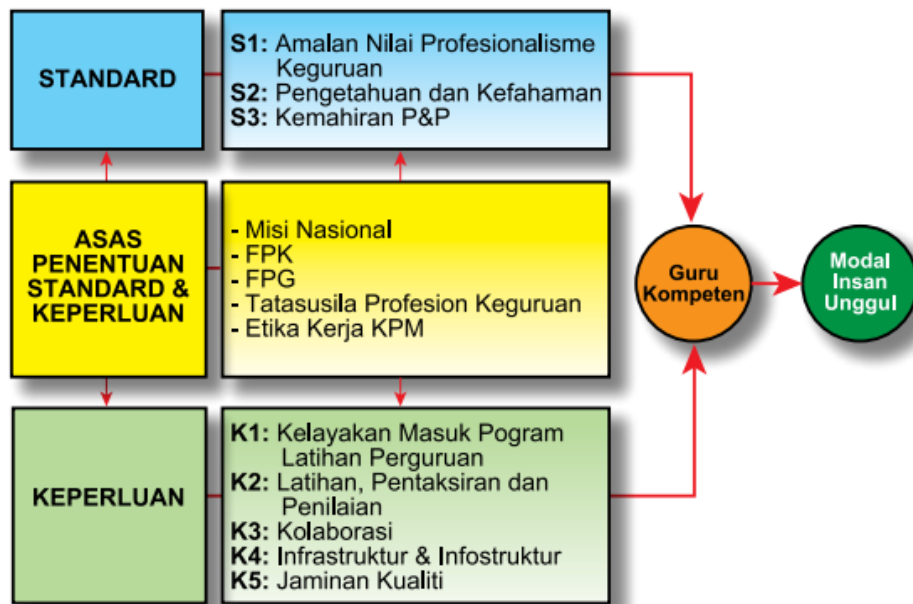 STANDARD
S1: Amalan Nilai Profesionalisme
Keguruan
S2: Pengetahuan dan Kefahaman
S3: Kemahiran P&P
ASAS
PENENTUAN
STANDARD &
KEPERLUAN
- Misi Nasional
- FPK
- FPG
- Tatasusila Profesion Keguruan
- Etika Kerja KPM
KEPERLUAN
K1: Kelayakan Masuk Pogram
Latihan Perguruan
K2: Latihan, Pentaksiran dan
Penilaian
K3: Kolaborasi
K4: Infrastruktur & Infostruktur
K5: Jaminan Kualiti
Guru
Kompeten
Modal
Insan
Unggul